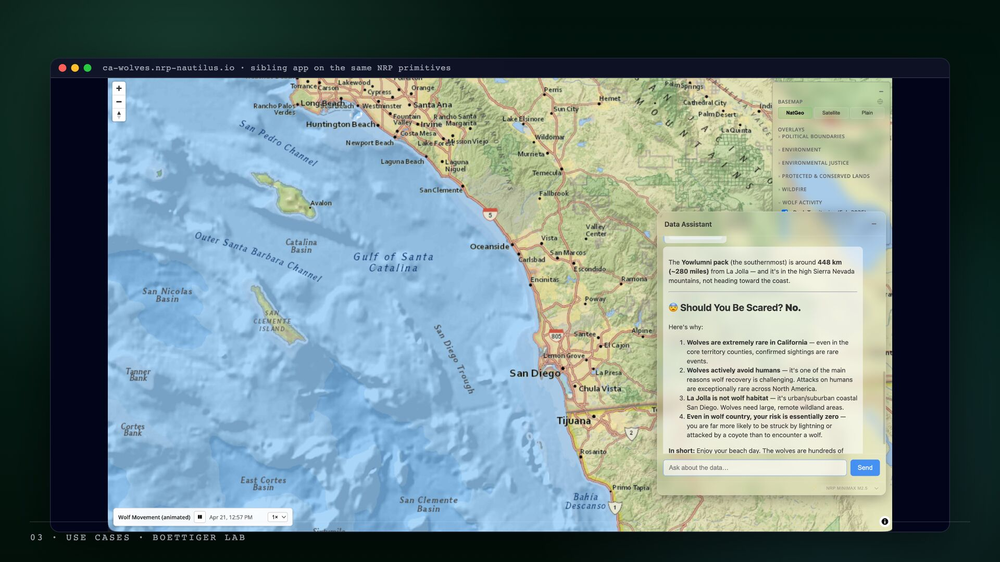 ca-wolves.nrp-nautilus.io · sibling app on the same NRP primitives
Torrance
Carson
Lakewood
Fullerton
Orange
Cypress
Rancho Palos
Verdes
Long Beach
Seal Beach
Westminster
Santa Ana
Fountain
Valley
Rancho Santa
Margarita
Huntington Beach
Irvine
Costa Mesa
Newport Beach
Lake Forest
Mission Viejo
Laguna Beach
Laguna
Niguel
San Clemente
Perris
Hemet
Sun City
Lake Elsinore
Wildomar
Murrieta
Temecula
Fallbrook
Palm Springs
Cathedral City
Palm Desert
La Quinta
Indi
COACHELLA VALLEY
SAN JACINTO
MOUNTAINS
SANTA ANA
MOUNTAINS
San Pedro Channel
Avalon
5
Outer Santa Barbara Channel
Catalina
Basin
Gulf of Santa
Catalina
Oceanside
Vista
Valley
Center
Carlsbad
San Marcos
Escondido
Encinitas
Ramona
Poway
San Nicolas
Basin
SAN
CLEMENTE
ISLAND
San Diego Trough
805
Santee
Alpine
El Cajon
Lemon Grove
San Diego
La Presa
Chula Vista
Tanner
Bank
Tijuana
2
Cortes
Bank
Rosarito
East Cortes
Basin
San Clemente
Basin
Bahía
Descanso
Primo Tapia
1
BASEMAP
NatGeo
Satellite
Plain
OVERLAYS
POLITICAL BOUNDARIES
ENVIRONMENT
ENVIRONMENTAL JUSTICE
PROTECTED & CONSERVED LANDS
WILDFIRE
WOLF ACTIVITY
Data Assistant
The Yowlumni pack (the southernmost) is around 448 km
(~280 miles) from La Jolla — and it's in the high Sierra Nevada
mountains, not heading toward the coast.
😨 Should You Be Scared? No.
Here's why:
1. Wolves are extremely rare in California — even in the
core territory counties, confirmed sightings are rare
events.
2. Wolves actively avoid humans — it's one of the main
reasons wolf recovery is challenging. Attacks on humans
are exceptionally rare across North America.
3. La Jolla is not wolf habitat — it's urban/suburban coastal
San Diego. Wolves need large, remote wildland areas.
4. Even in wolf country, your risk is essentially zero —
you are far more likely to be struck by lightning or
attacked by a coyote than to encounter a wolf.
In short: Enjoy your beach day. The wolves are hundreds of
Ask about the data...
Send
NRP MINIMAX M2.5
Wolf Movement (animated)
Apr 21, 12:57 PM
1×
03 · USE CASES · BOETTIGER LAB